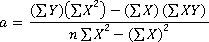 a = ((∑Y)(∑X²) − (∑X)(∑XY)) / (n∑X² − (∑X)²)